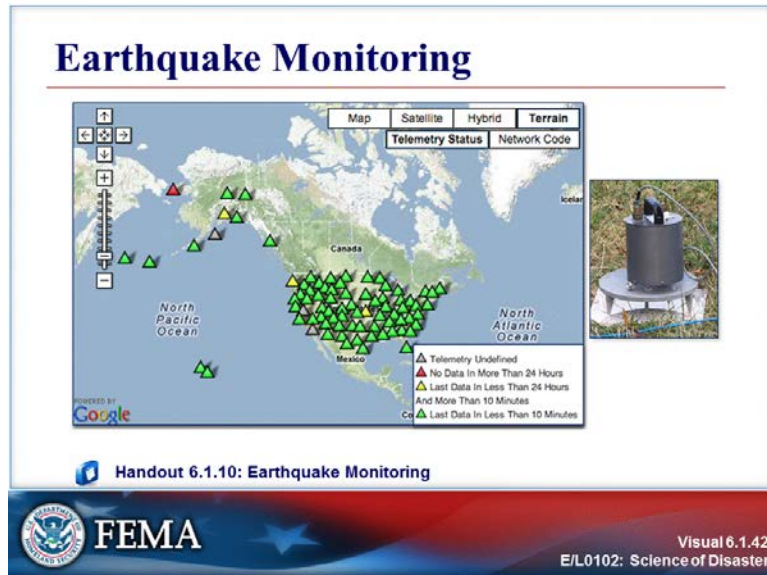 Earthquake Monitoring
Map Satellite Hybrid Terrain
Telemetry Status Network Code
Canada
North
Pacific
Ocean
North
Atlantic
Ocean
Mexico
Telemetry Undefined
No Data In More Than 24 Hours
Last Data In Less Than 24 Hours
And More Than 10 Minutes
Last Data In Less Than 10 Minutes
POWERED BY
Google
Handout 6.1.10: Earthquake Monitoring
FEMA
Visual 6.1.42
E/L0102: Science of Disaster